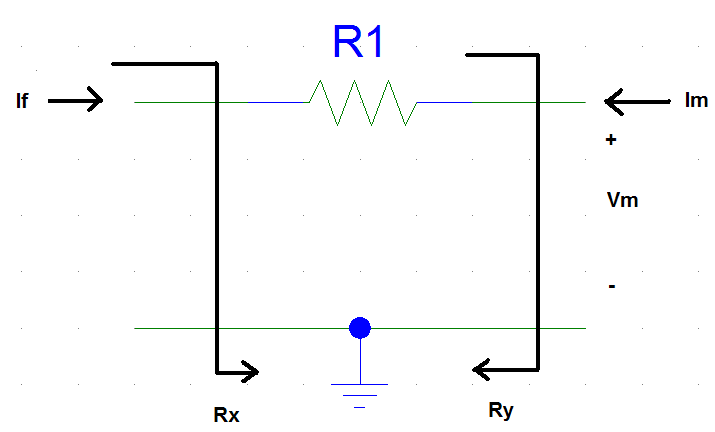 R1
If
Im
+
Vm
-
Rx
Ry